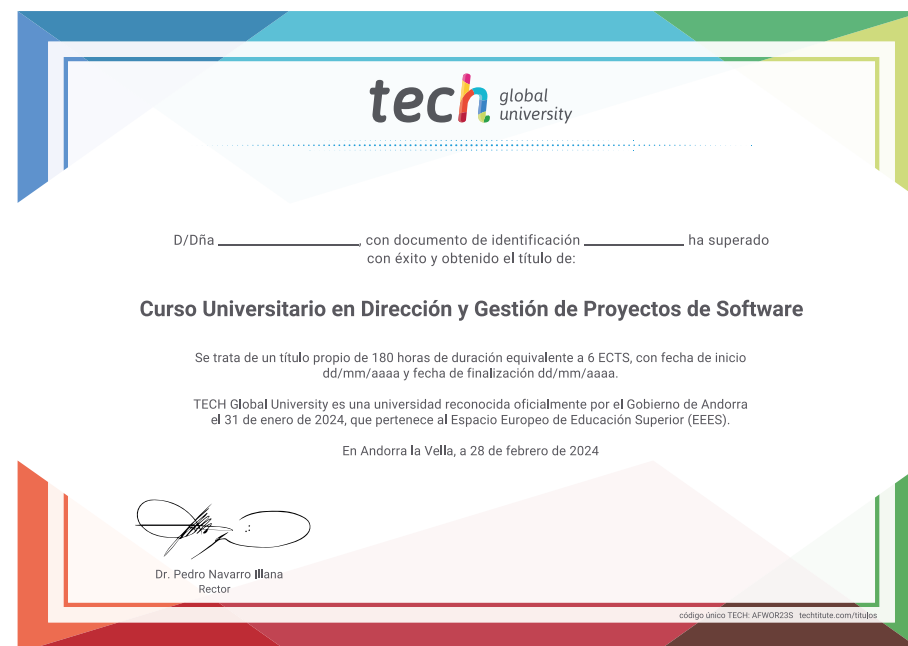 tech global university
D/Dña ____________________, con documento de identificación ______________ ha superado
con éxito y obtenido el título de:
Curso Universitario en Dirección y Gestión de Proyectos de Software
Se trata de un título propio de 180 horas de duración equivalente a 6 ECTS, con fecha de inicio
dd/mm/aaaa y fecha de finalización dd/mm/aaaa.
TECH Global University es una universidad reconocida oficialmente por el Gobierno de Andorra
el 31 de enero de 2024, que pertenece al Espacio Europeo de Educación Superior (EEES).
En Andorra la Vella, a 28 de febrero de 2024
Dr. Pedro Navarro Illana
Rector
código único TECH: AFWOR23S techtitute.com/titulos